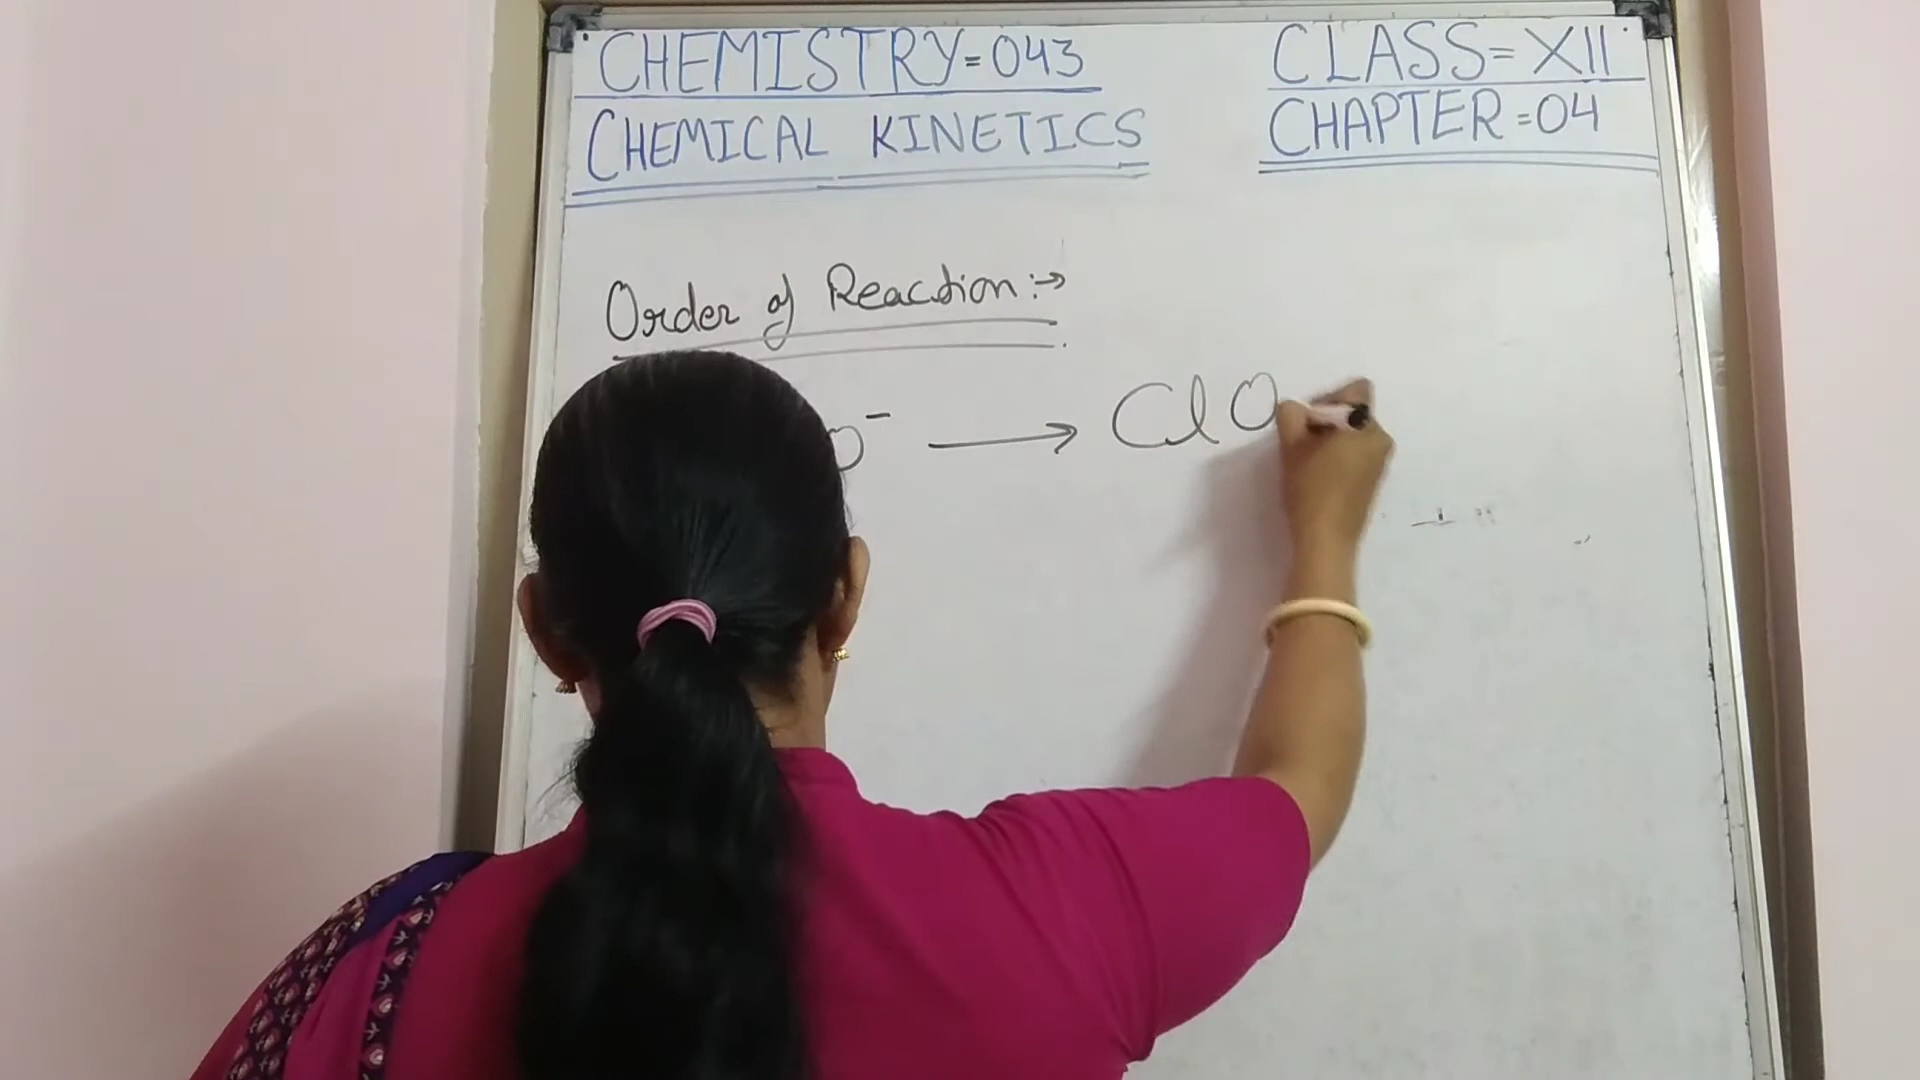 CHEMISTRY=043
CLASS=XII
CHEMICAL KINETICS
CHAPTER=04
Order of Reaction:→
O⁻ → ClO